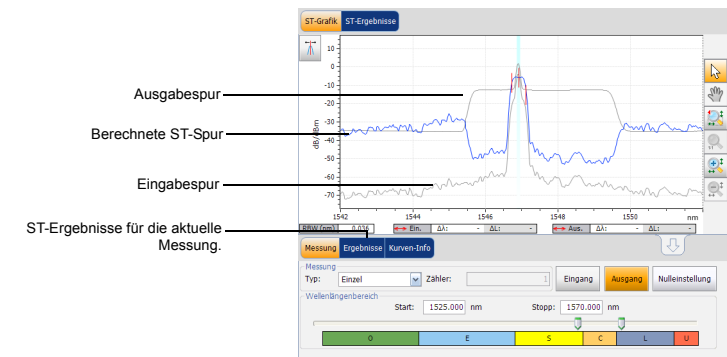 ST-Grafik ST-Ergebnisse
10
0
-10
-20
-30
-40
-50
-60
-70
dB/dBm
1542 1544 1546 1548 1550 nm
Ausgabespur
Berechnete ST-Spur
Eingabespur
ST-Ergebnisse für die aktuelle
Messung.
RBW (nm) 0.036 Ein. Δλ: - ΔL: - Aus. Δλ: - ΔL: -
Messung Ergebnisse Kurven-Info
Messung
Typ: Einzel Zähler: 1 Eingang Ausgang Nulleinstellung
Wellenlängenbereich
Start: 1525.000 nm Stopp: 1570.000 nm
O E S C L U